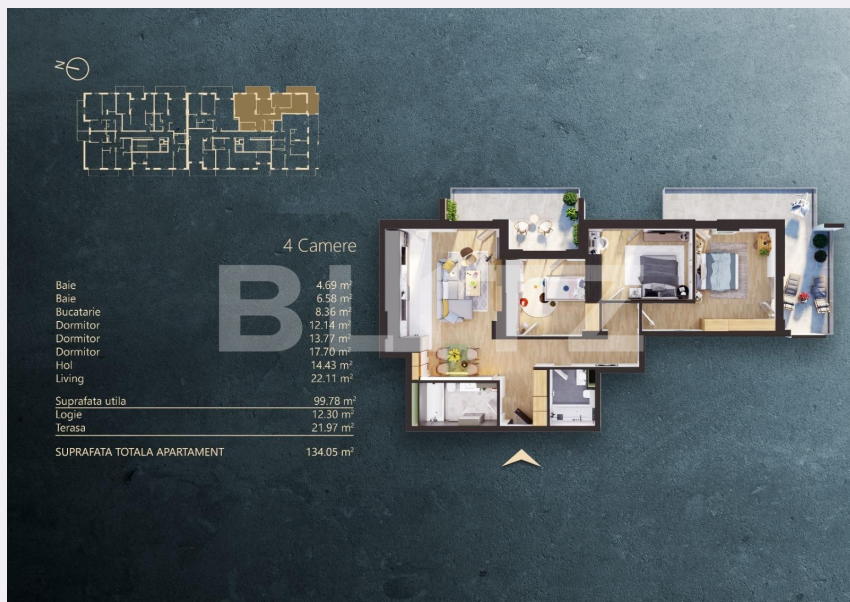 N
4 Camere
Baie 4.69 m²
Baie 6.58 m²
Bucatarie 8.36 m²
Dormitor 12.14 m²
Dormitor 13.77 m²
Dormitor 17.70 m²
Hol 14.43 m²
Living 22.11 m²
Suprafata utila 99.78 m²
Logie 12.30 m²
Terasa 21.97 m²
SUPRAFATA TOTALA APARTAMENT 134.05 m²
BLITZ